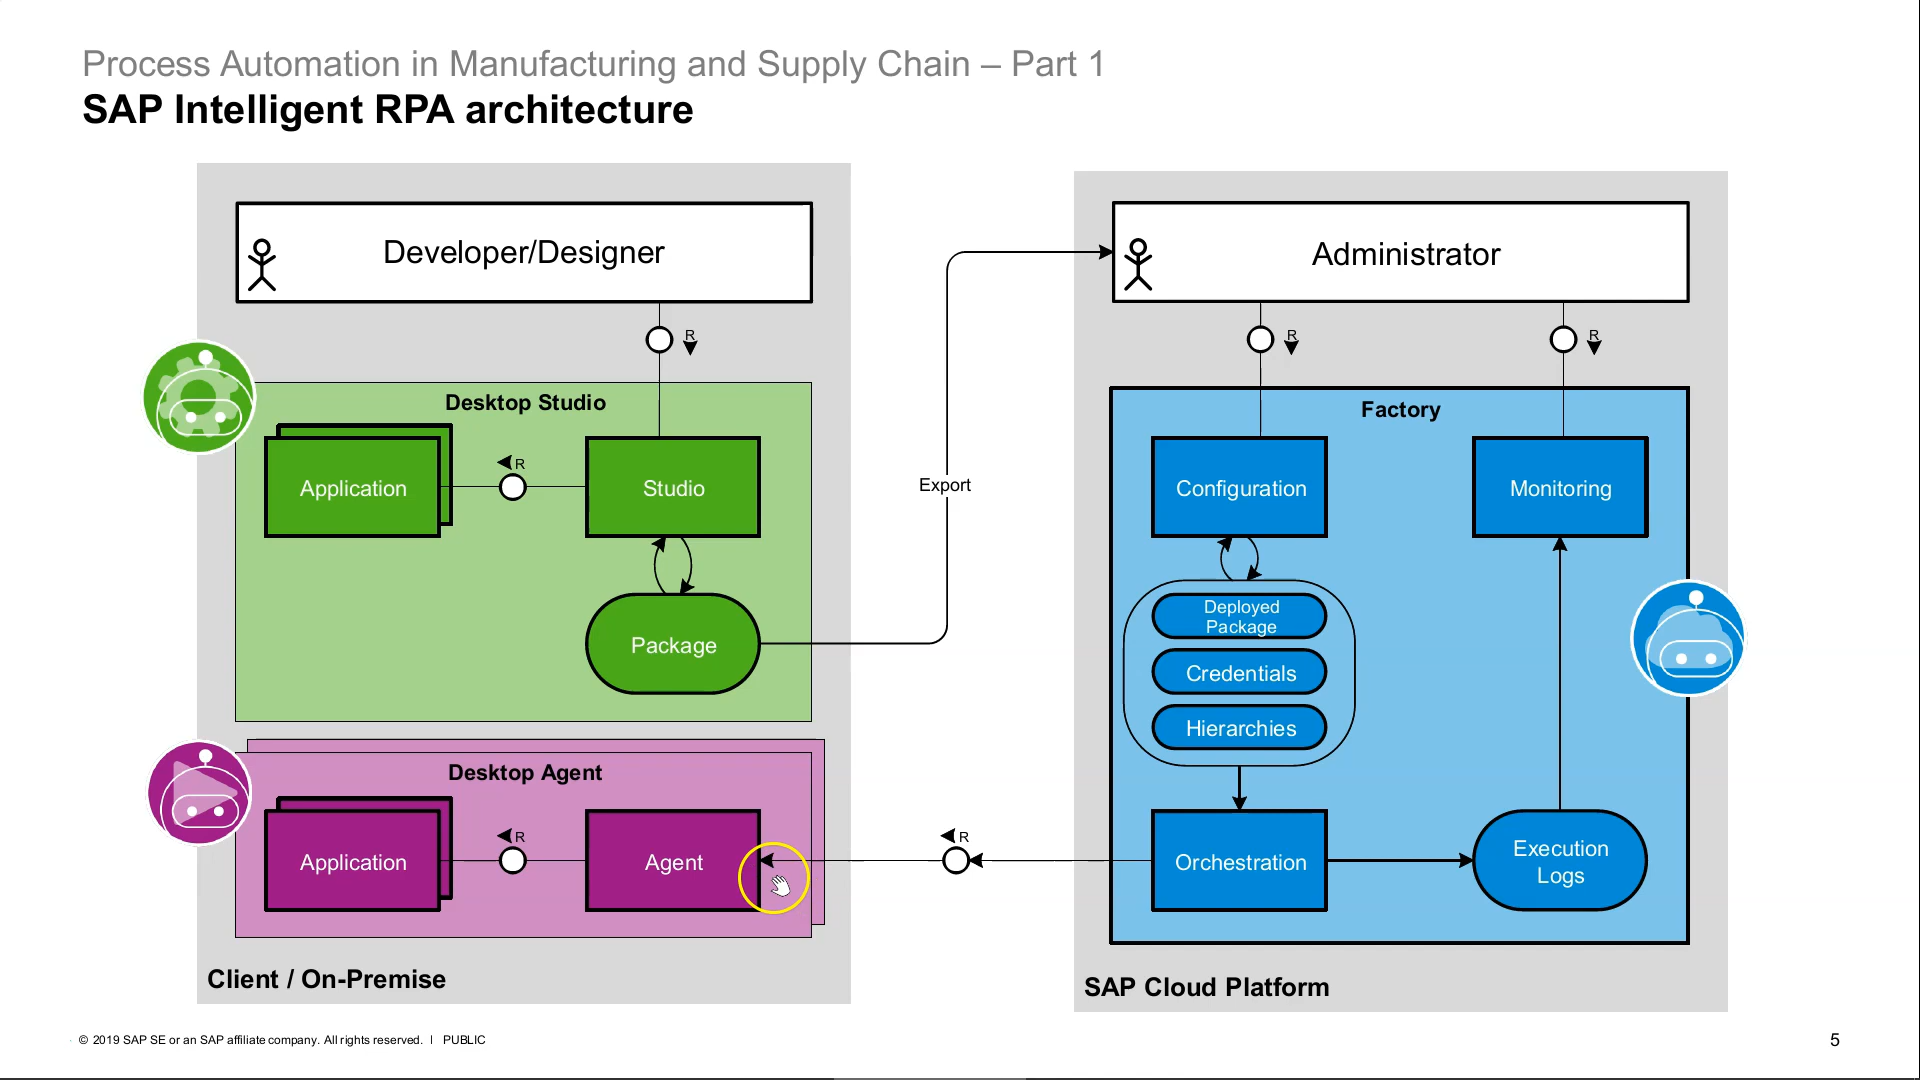 Process Automation in Manufacturing and Supply Chain – Part 1
SAP Intelligent RPA architecture
Developer/Designer
R
Desktop Studio
Application
R
Studio
Package
Export
Desktop Agent
Application
R
Agent
Client / On-Premise
R
Administrator
R
R
Factory
Configuration
Monitoring
Deployed
Package
Credentials
Hierarchies
Orchestration
Execution
Logs
SAP Cloud Platform
© 2019 SAP SE or an SAP affiliate company. All rights reserved. I PUBLIC
5